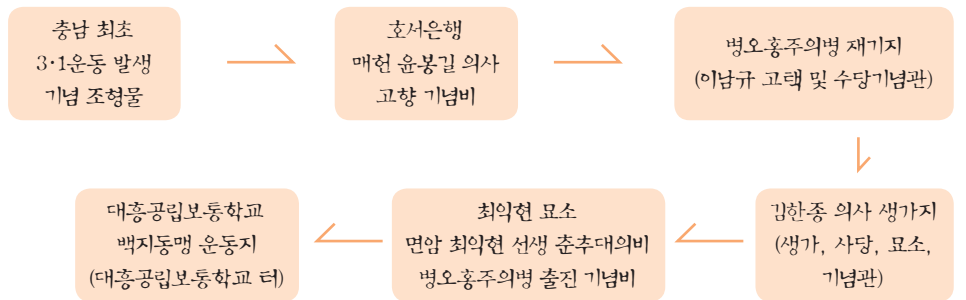 충남 최초
3·1운동 발생
기념 조형물
호서은행
매헌 윤봉길 의사
고향 기념비
병오홍주의병 재기지
(이남규 고택 및 수당기념관)
김한종 의사 생가지
(생가, 사당, 묘소,
기념관)
최익현 묘소
면암 최익현 선생 춘추대의비
병오홍주의병 출진 기념비
대흥공립보통학교
백지동맹 운동지
(대흥공립보통학교 터)